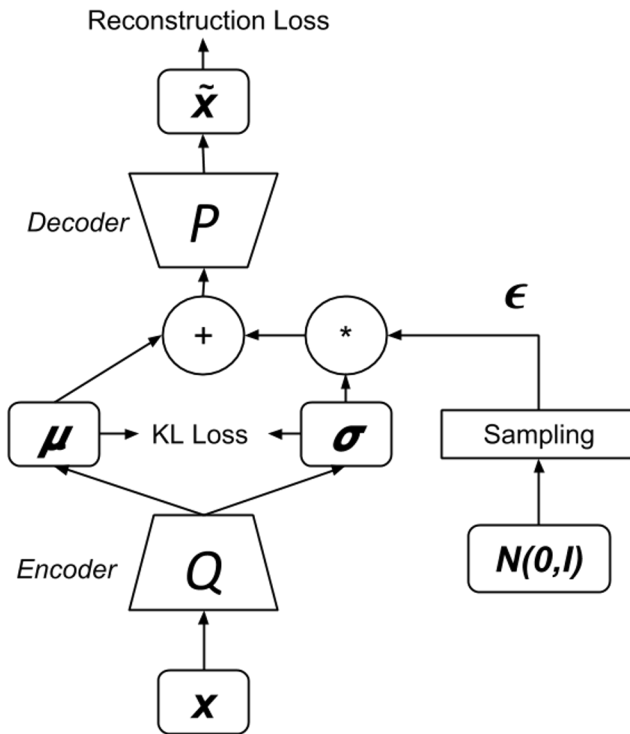 Reconstruction Loss
x̃
Decoder
P
ϵ
+
*
μ
KL Loss
σ
Sampling
Encoder
Q
N(0,I)
x